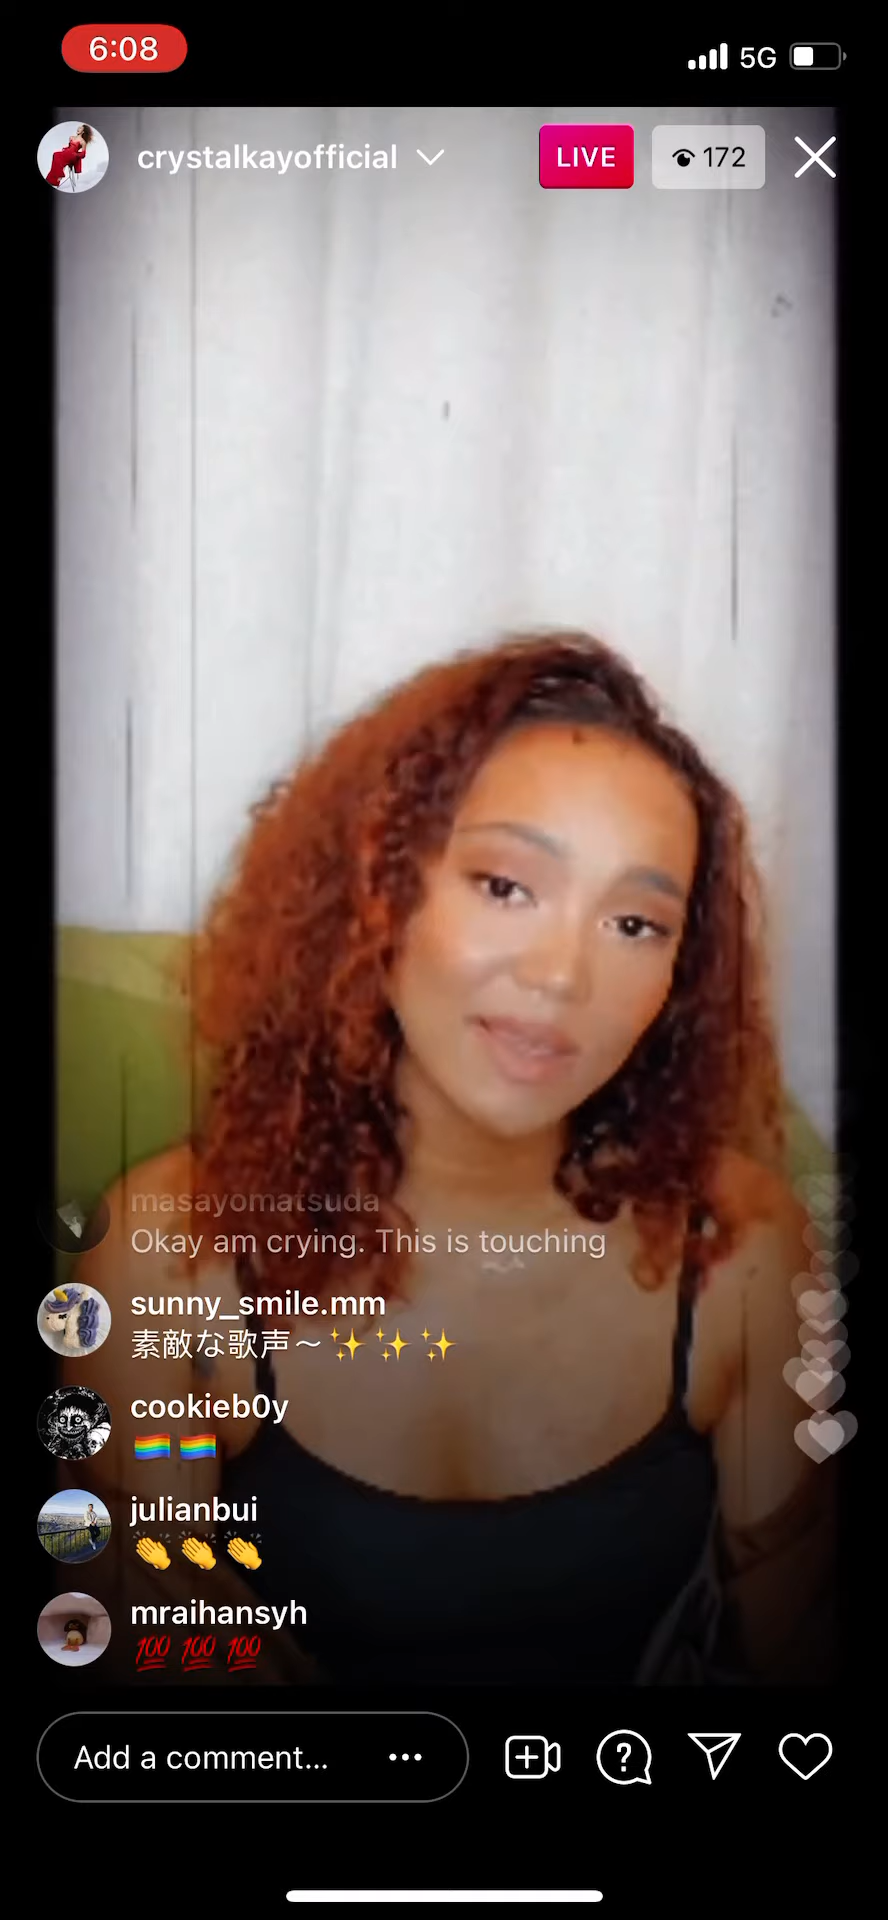 6:08
5G
crystalkayofficial
LIVE
172
masayomatsuda
Okay am crying. This is touching
sunny_smile.mm
素敵な歌声〜✨✨✨
cookieb0y
🏳️‍🌈🏳️‍🌈
julianbui
👏👏👏
mraihansyh
💯💯💯
Add a comment...